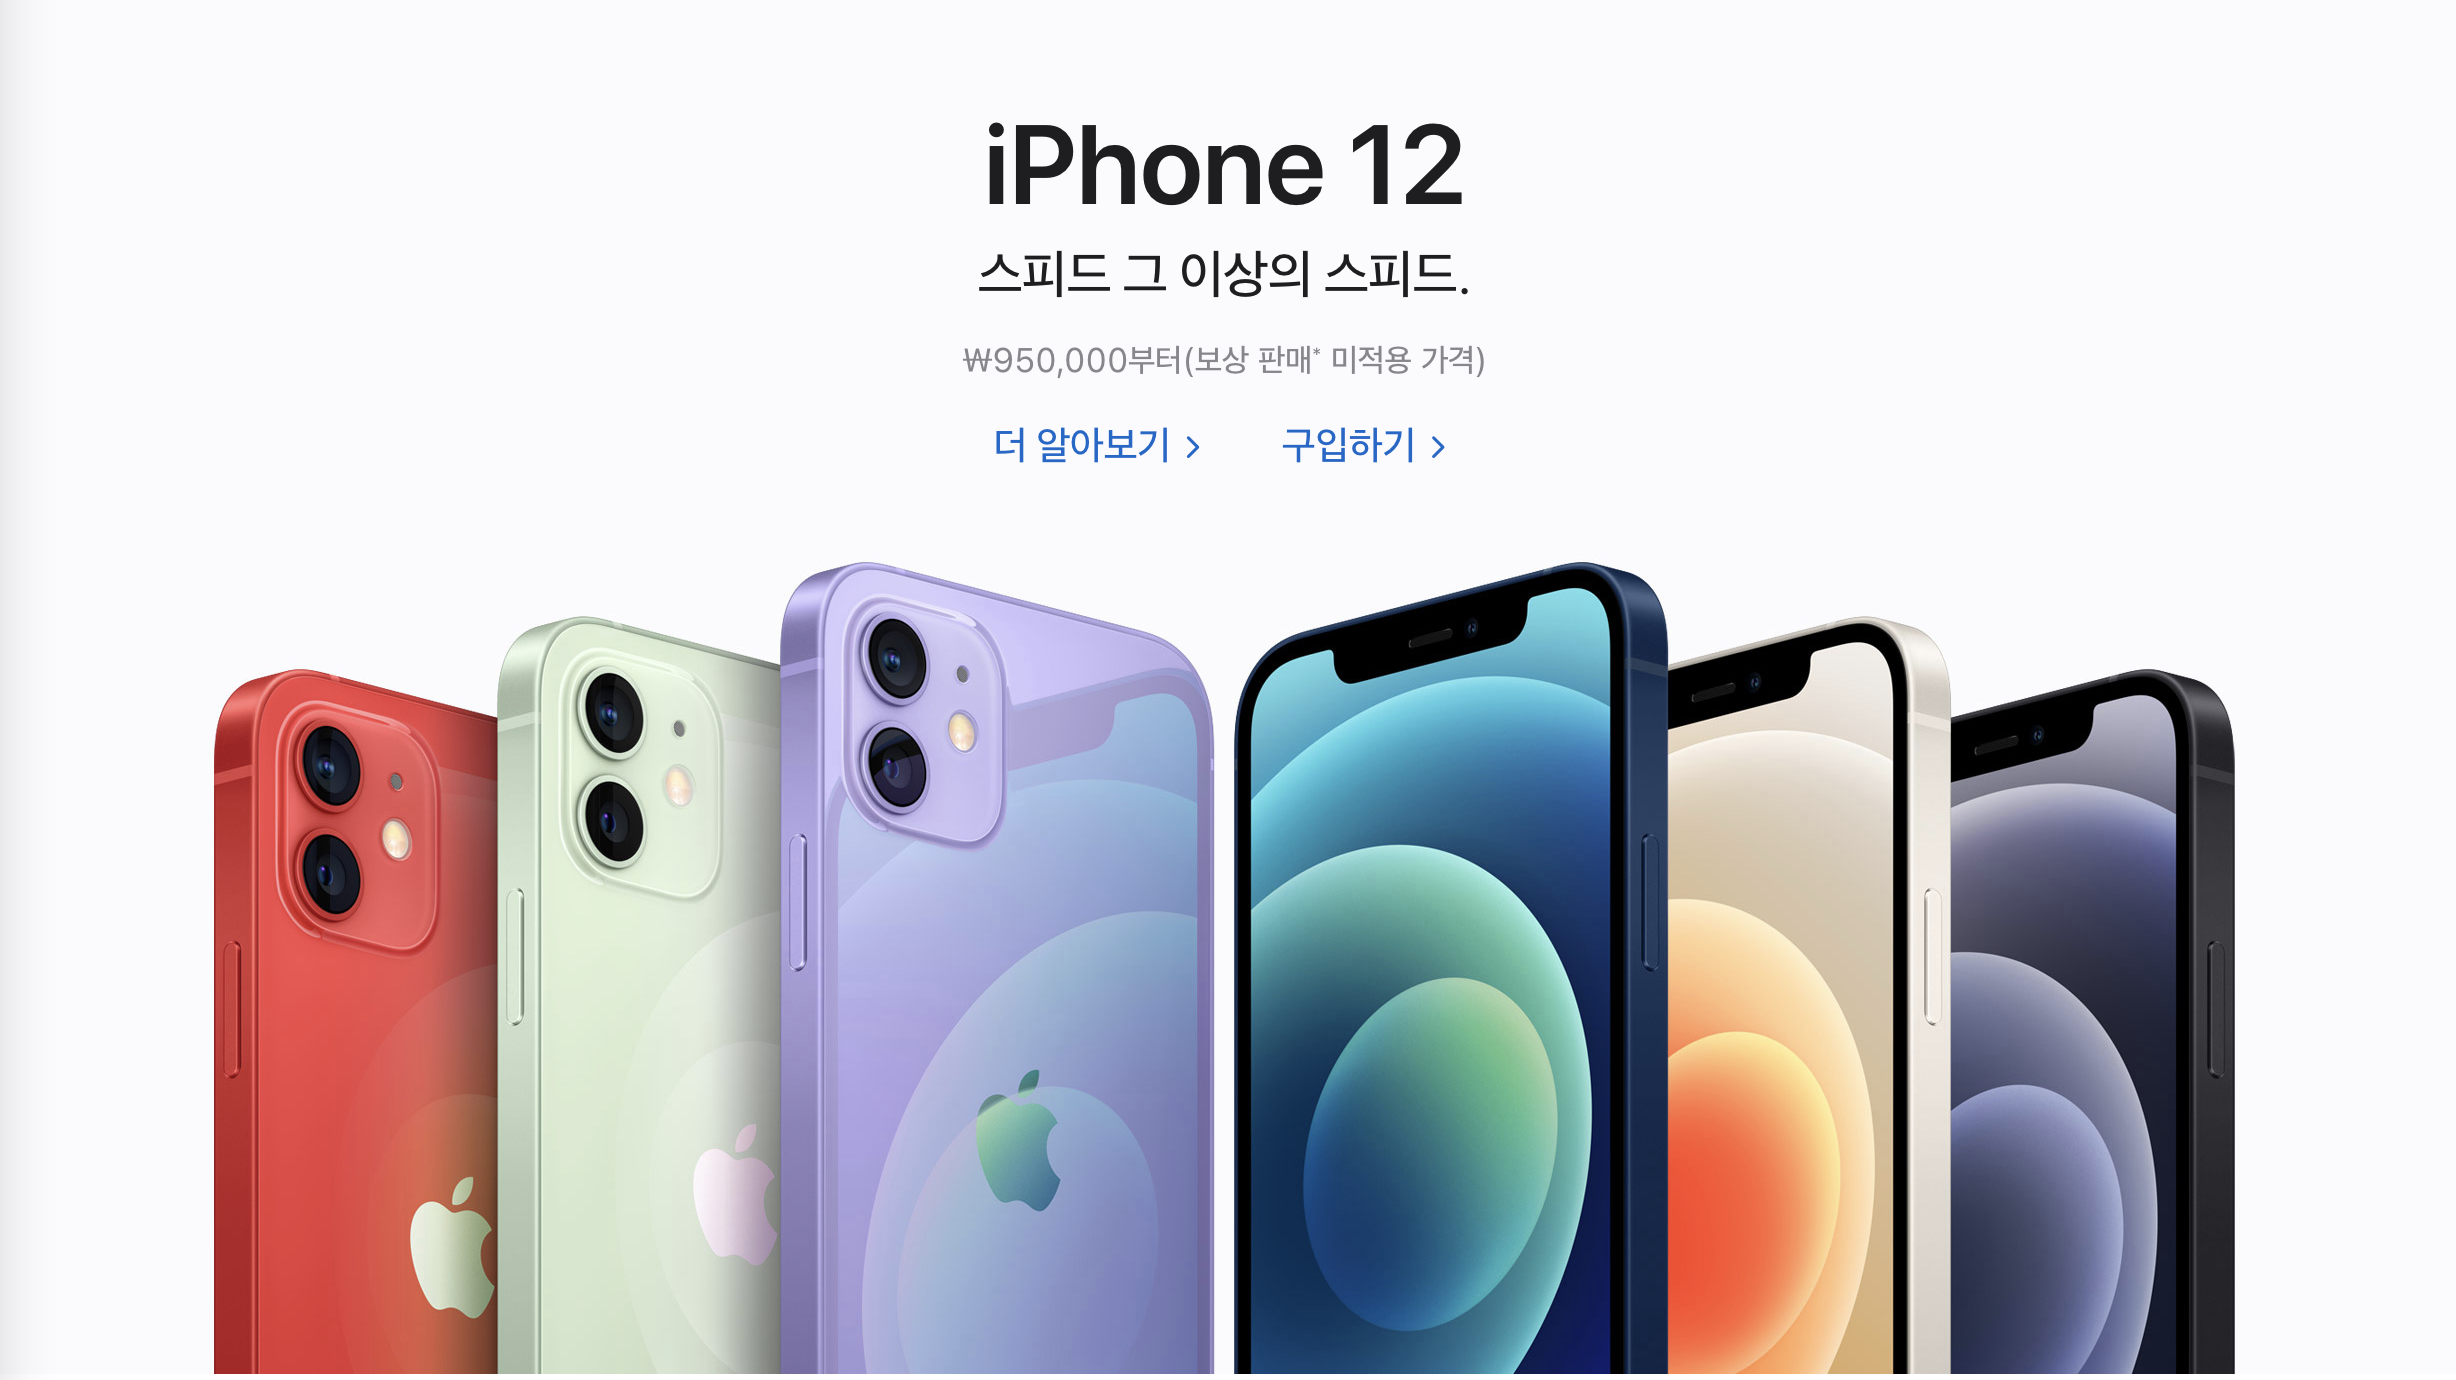 iPhone 12
스피드 그 이상의 스피드.
₩950,000부터(보상 판매* 미적용 가격)
더 알아보기 > 구입하기 >